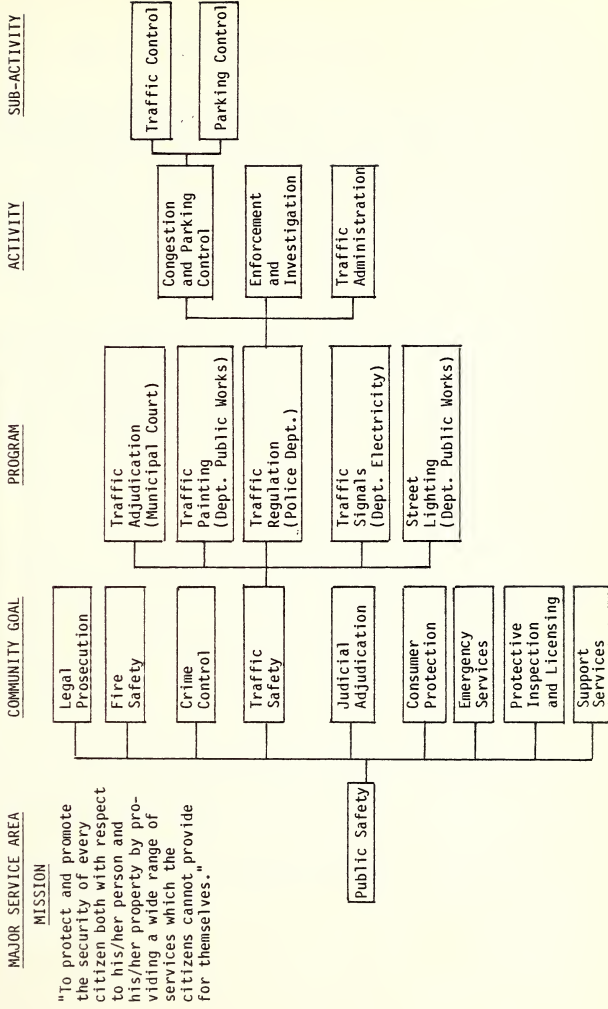 MAJOR SERVICE AREA
MISSION
"To protect and promote
the security of every
citizen both with respect
to his/her person and
his/her property by pro-
viding a wide range of
services which the
citizens cannot provide
for themselves."
Public Safety
COMMUNITY GOAL
Legal
Prosecution
Fire
Safety
Crime
Control
Traffic
Safety
Judicial
Adjudication
Consumer
Protection
Emergency
Services
Protective
Inspection
and Licensing
Support
Services
PROGRAM
Traffic
Adjudication
(Municipal Court)
Traffic
Painting
(Dept. Public Works)
Traffic
Regulation
(Police Dept.)
Traffic
Signals
(Dept. Electricity)
Street
Lighting
(Dept. Public Works)
ACTIVITY
Congestion
and Parking
Control
Enforcement
and
Investigation
Traffic
Administration
SUB-ACTIVITY
Traffic Control
Parking Control